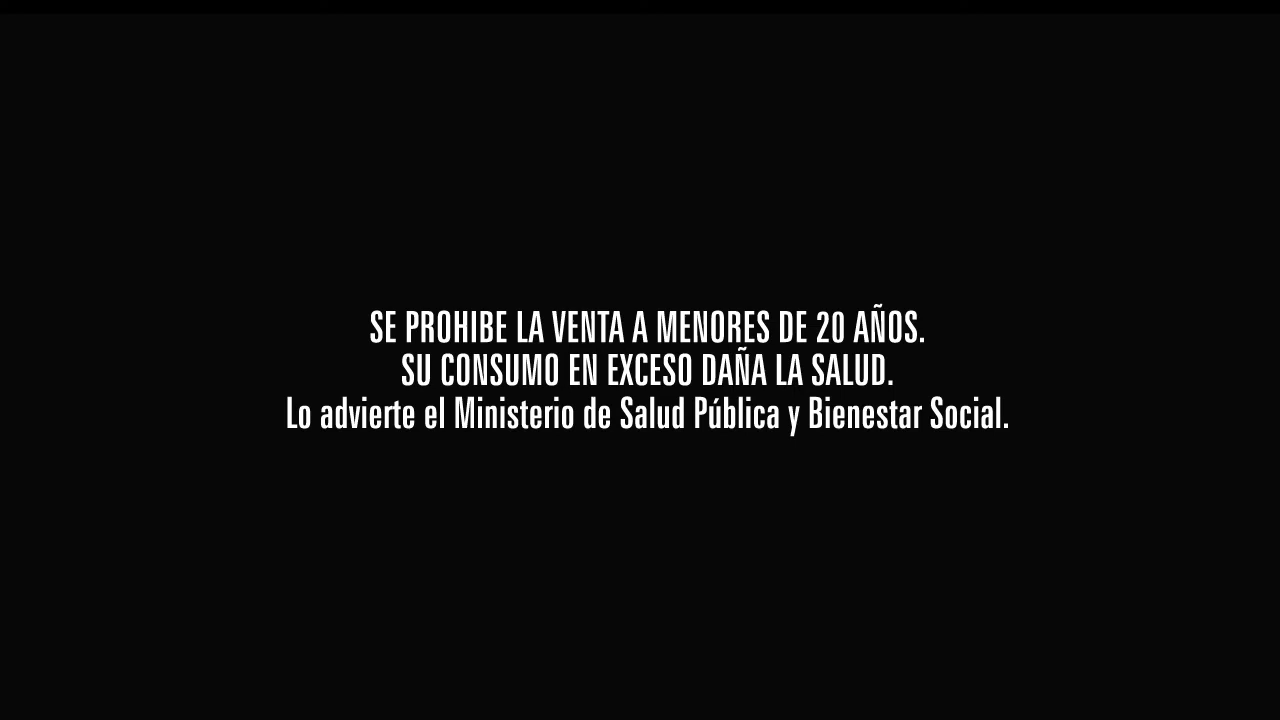 SE PROHIBE LA VENTA A MENORES DE 20 AÑOS.
SU CONSUMO EN EXCESO DAÑA LA SALUD.
Lo advierte el Ministerio de Salud Pública y Bienestar Social.